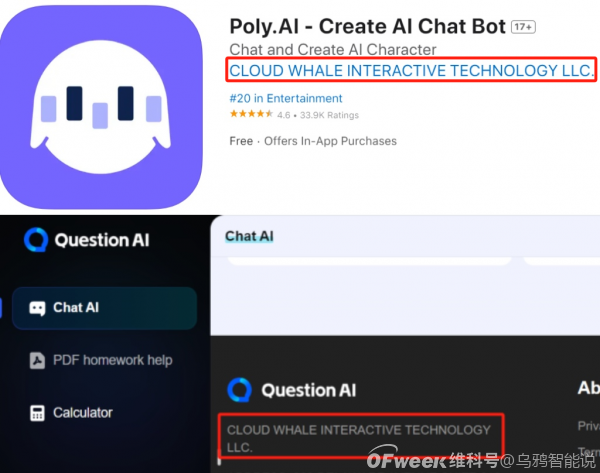 Poly.AI - Create AI Chat Bot 17+
Chat and Create AI Character
CLOUD WHALE INTERACTIVE TECHNOLOGY LLC.
#20 in Entertainment
★★★★★ 4.6 • 33.9K Ratings
Free · Offers In-App Purchases
Question AI
Chat AI
Chat AI
PDF homework help
Calculator
Question AI
CLOUD WHALE INTERACTIVE TECHNOLOGY
LLC.
Ab
Priva
Term
OFweek 维科号@乌鸦智能说